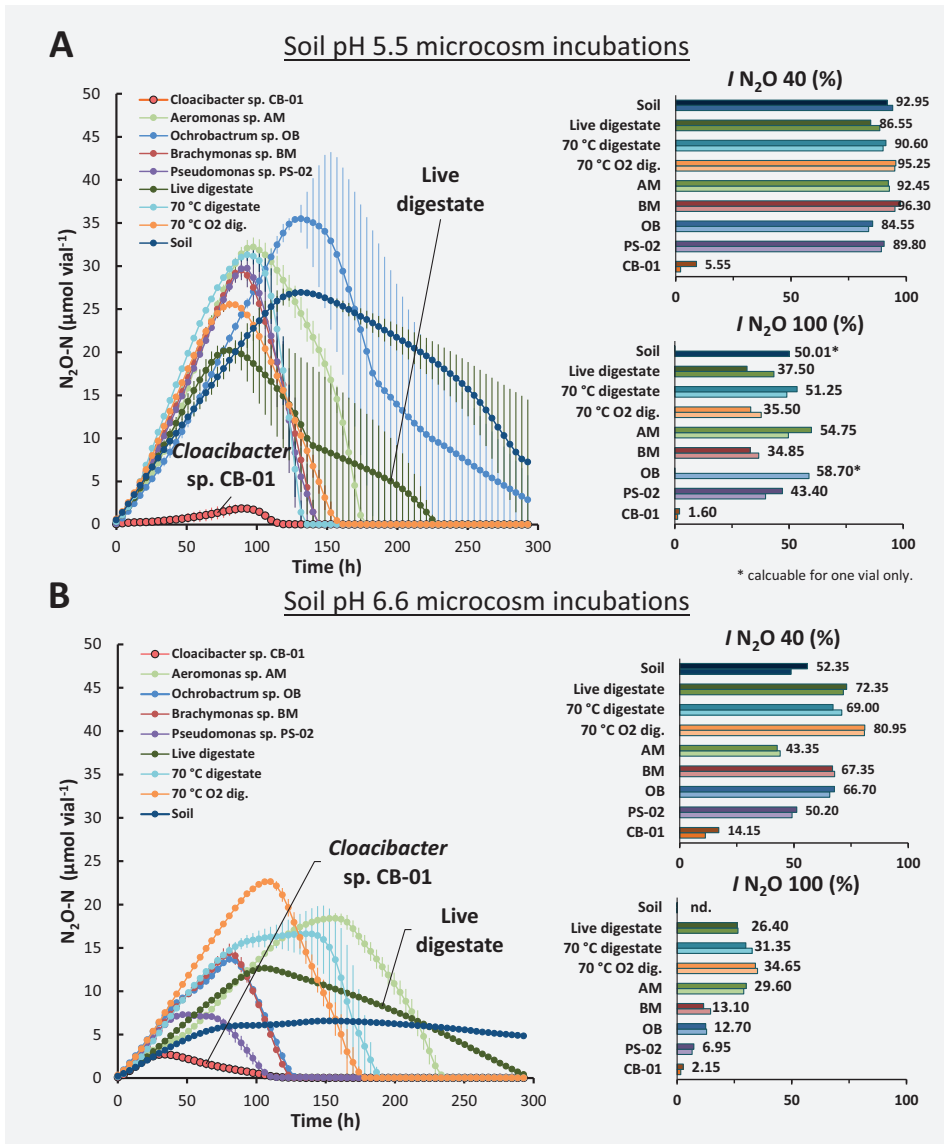 A
Soil pH 5.5 microcosm incubations
N₂O-N (µmol vial⁻¹)
50
45
40
35
30
25
20
15
10
5
0
Cloacibacter sp. CB-01
Aeromonas sp. AM
Ochrobactrum sp. OB
Brachymonas sp. BM
Pseudomonas sp. PS-02
Live digestate
70 °C digestate
70 °C O2 dig.
Soil
Live
digestate
Cloacibacter
sp. CB-01
0 50 100 150 200 250 300
Time (h)
I N₂O 40 (%)
Soil 92.95
Live digestate 86.55
70 °C digestate 90.60
70 °C O2 dig. 95.25
AM 92.45
BM 96.30
OB 84.55
PS-02 89.80
CB-01 5.55
0 50 100
I N₂O 100 (%)
Soil 50.01*
Live digestate 37.50
70 °C digestate 51.25
70 °C O2 dig. 35.50
AM 54.75
BM 34.85
OB 58.70*
PS-02 43.40
CB-01 1.60
0 50 100
* calcuable for one vial only.
B
Soil pH 6.6 microcosm incubations
N₂O-N (µmol vial⁻¹)
50
45
40
35
30
25
20
15
10
5
0
Cloacibacter sp. CB-01
Aeromonas sp. AM
Ochrobactrum sp. OB
Brachymonas sp. BM
Pseudomonas sp. PS-02
Live digestate
70 °C digestate
70 °C O2 dig.
Soil
Cloacibacter
sp. CB-01
Live
digestate
0 50 100 150 200 250 300
Time (h)
I N₂O 40 (%)
Soil 52.35
Live digestate 72.35
70 °C digestate 69.00
70 °C O2 dig. 80.95
AM 43.35
BM 67.35
OB 66.70
PS-02 50.20
CB-01 14.15
0 50 100
I N₂O 100 (%)
Soil nd.
Live digestate 26.40
70 °C digestate 31.35
70 °C O2 dig. 34.65
AM 29.60
BM 13.10
OB 12.70
PS-02 6.95
CB-01 2.15
0 50 100